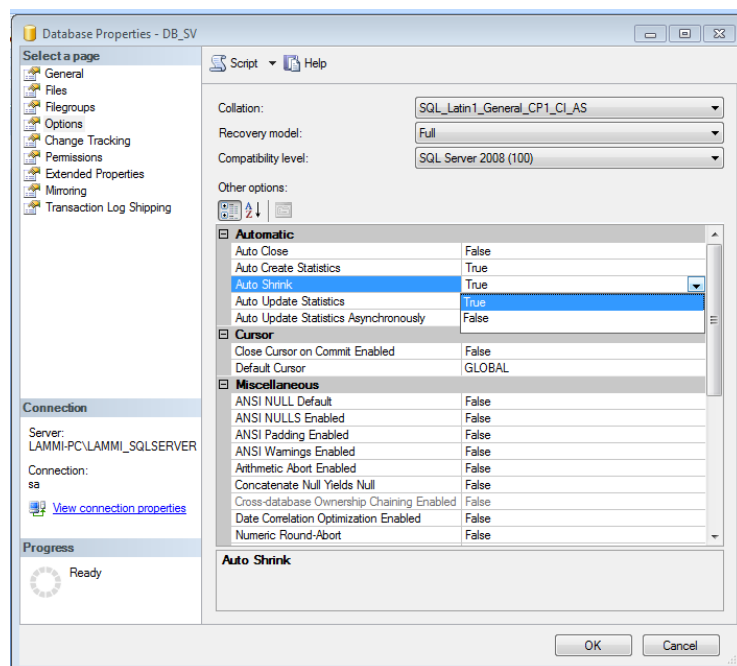 Database Properties - DB_SV
Select a page
General
Files
Filegroups
Options
Change Tracking
Permissions
Extended Properties
Mirroring
Transaction Log Shipping
Connection
Server:
LAMMI-PC\LAMMI_SQLSERVER
Connection:
sa
View connection properties
Progress
Ready
Script Help
Collation: SQL_Latin1_General_CP1_CI_AS
Recovery model: Full
Compatibility level: SQL Server 2008 (100)
Other options:
Automatic
Auto Close False
Auto Create Statistics True
Auto Shrink True
Auto Update Statistics True
Auto Update Statistics Asynchronously False
Cursor
Close Cursor on Commit Enabled False
Default Cursor GLOBAL
Miscellaneous
ANSI NULL Default False
ANSI NULLS Enabled False
ANSI Padding Enabled False
ANSI Warnings Enabled False
Arithmetic Abort Enabled False
Concatenate Null Yields Null False
Cross-database Ownership Chaining Enabled False
Date Correlation Optimization Enabled False
Numeric Round-Abort False
Auto Shrink
OK Cancel